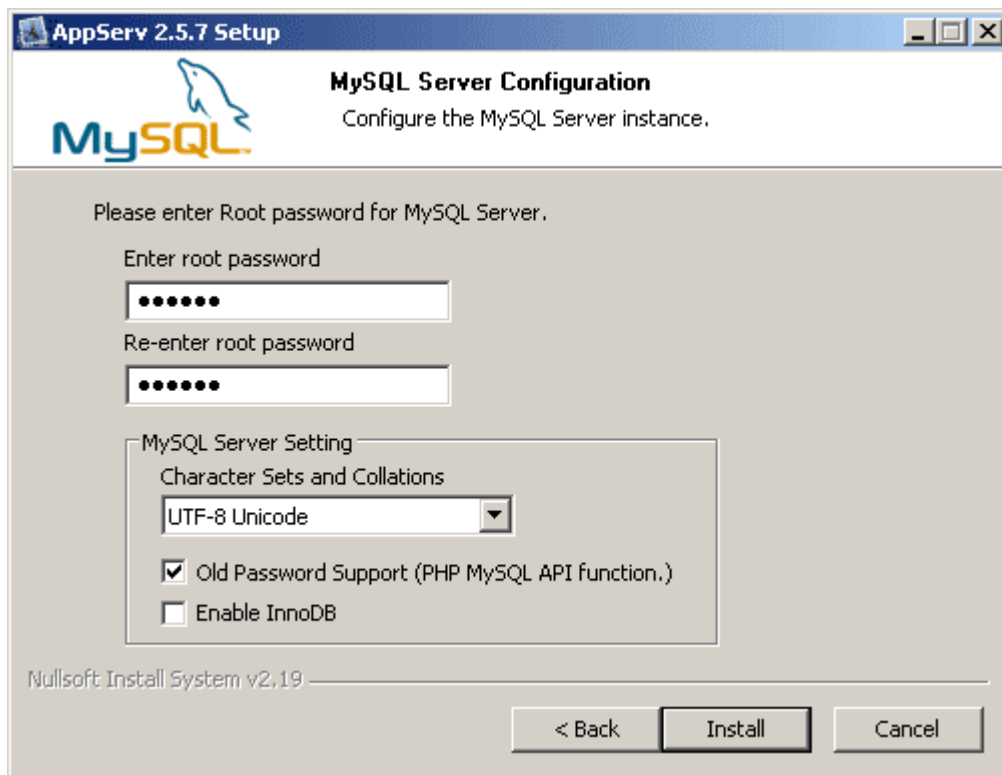 AppServ 2.5.7 Setup
MySQL™
MySQL Server Configuration
Configure the MySQL Server instance.
Please enter Root password for MySQL Server.
Enter root password
●●●●●●
Re-enter root password
●●●●●●
MySQL Server Setting
Character Sets and Collations
UTF-8 Unicode
Old Password Support (PHP MySQL API function.)
Enable InnoDB
Nullsoft Install System v2.19
< Back Install Cancel